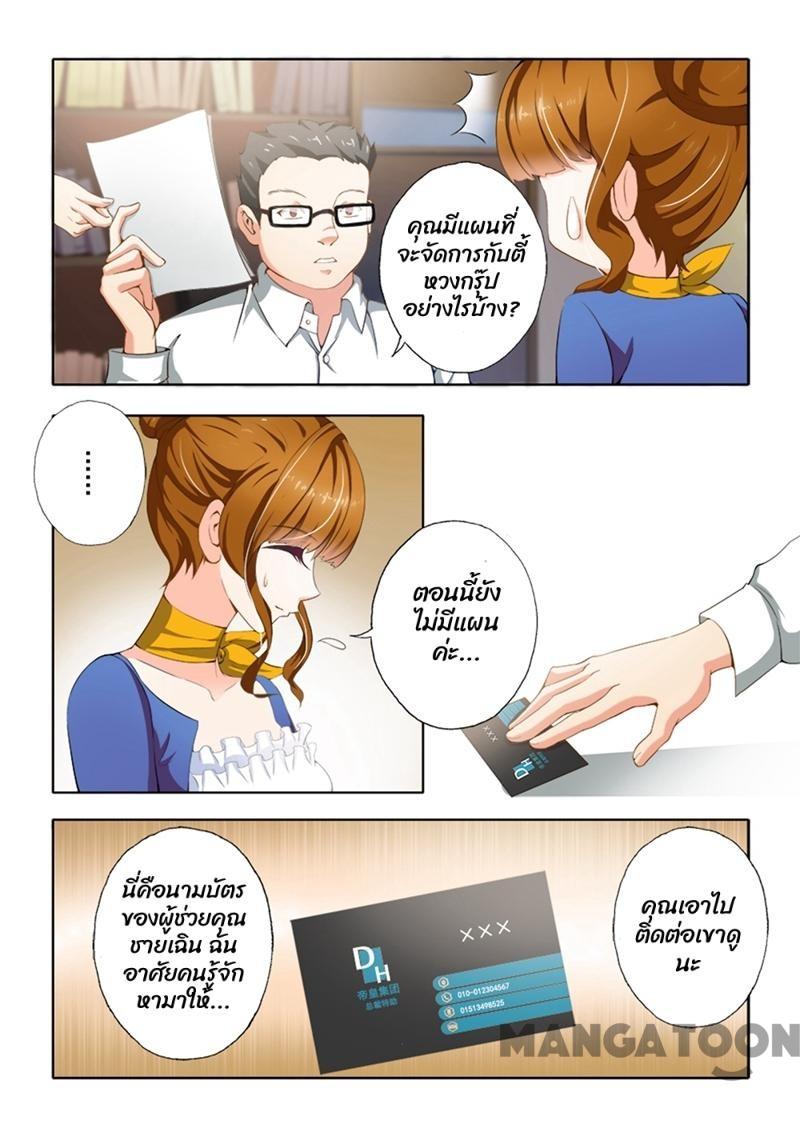 คุณมีแผนที่
จะจัดการกับตี้
หวงกรุ๊ป
อย่างไรบ้าง?
......
ตอนนี้ยัง
ไม่มีแผน
ค่ะ...
XXX
DH
นี่คือนามบัตร
ของผู้ช่วยคุณ
ชายเฉิน ฉัน
อาศัยคนรู้จัก
หามาให้...
XXX
DH
帝皇集团
总裁特助
010-012304567
01513498525
คุณเอาไป
ติดต่อเขาดู
นะ
MANGATOON